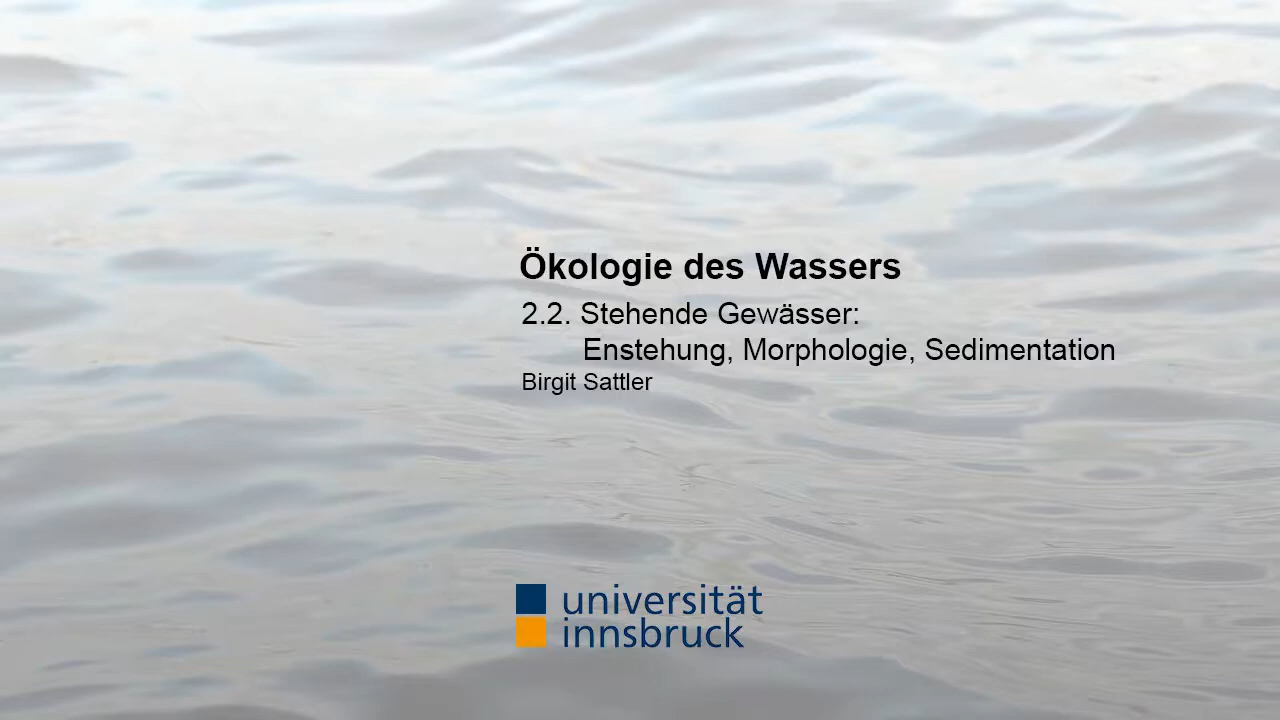 Ökologie des Wassers
2.2. Stehende Gewässer:
Enstehung, Morphologie, Sedimentation
Birgit Sattler
universität
innsbruck